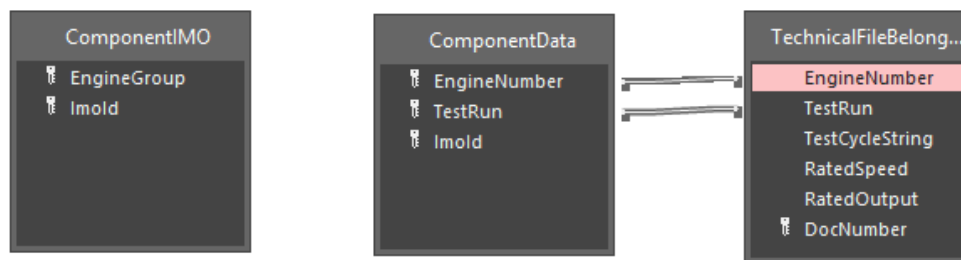 ComponentIMO
EngineGroup
ImoId
ComponentData
EngineNumber
TestRun
ImoId
TechnicalFileBelong...
EngineNumber
TestRun
TestCycleString
RatedSpeed
RatedOutput
DocNumber